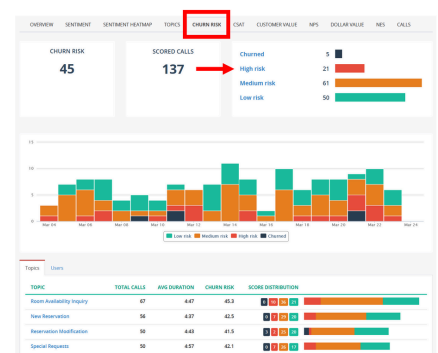 OVERVIEW SENTIMENT SENTIMENT HEATMAP TOPICS CHURN RISK CSAT CUSTOMER VALUE NPS DOLLAR VALUE NES CALLS
CHURN RISK
45
SCORED CALLS
137
Churned 5
High risk 21
Medium risk 61
Low risk 50
15
10
5
0
Mar 04 Mar 06 Mar 08 Mar 10 Mar 12 Mar 14 Mar 16 Mar 18 Mar 20 Mar 22 Mar 24
Low risk Medium risk High risk Churned
Topics Users
TOPIC TOTAL CALLS AVG DURATION CHURN RISK SCORE DISTRIBUTION
Room Availability Inquiry 67 4:47 45.3
New Reservation 56 4:37 42.5
Reservation Modification 50 4:43 41.5
Special Requests 50 4:57 42.1